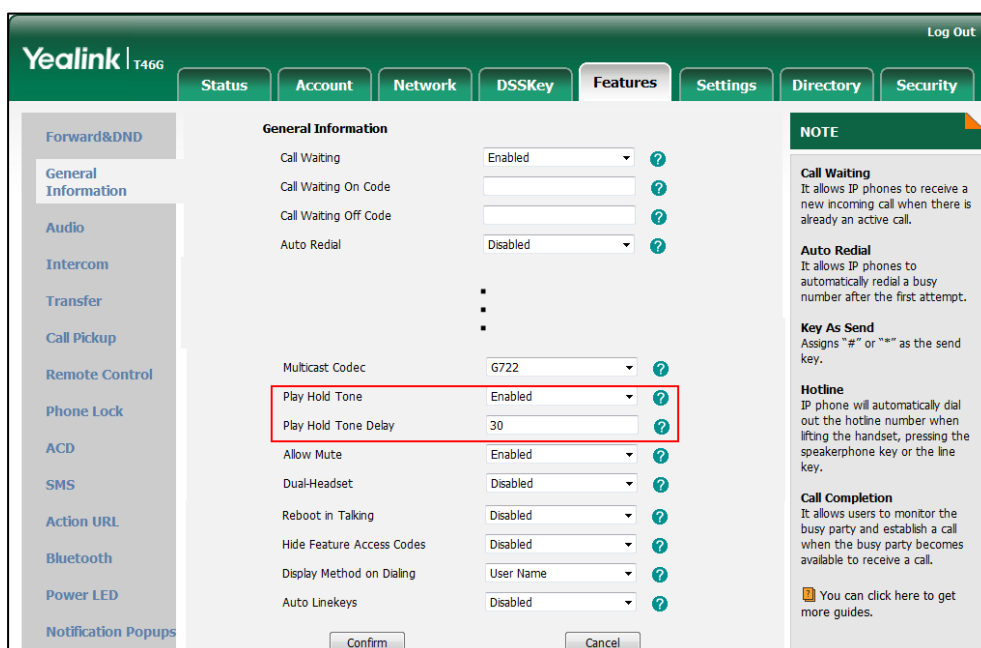 Log Out
Yealink | T46G
Status Account Network DSSKey Features Settings Directory Security
Forward&DND
General
Information
Audio
Intercom
Transfer
Call Pickup
Remote Control
Phone Lock
ACD
SMS
Action URL
Bluetooth
Power LED
Notification Popups
General Information
Call Waiting Enabled ?
Call Waiting On Code ?
Call Waiting Off Code ?
Auto Redial Disabled ?
Multicast Codec G722 ?
Play Hold Tone Enabled ?
Play Hold Tone Delay 30 ?
Allow Mute Enabled ?
Dual-Headset Disabled ?
Reboot in Talking Disabled ?
Hide Feature Access Codes Disabled ?
Display Method on Dialing User Name ?
Auto Linekeys Disabled ?
Confirm Cancel
NOTE
Call Waiting
It allows IP phones to receive a
new incoming call when there is
already an active call.
Auto Redial
It allows IP phones to
automatically redial a busy
number after the first attempt.
Key As Send
Assigns "#" or "*" as the send
key.
Hotline
IP phone will automatically dial
out the hotline number when
lifting the handset, pressing the
speakerphone key or the line
key.
Call Completion
It allows users to monitor the
busy party and establish a call
when the busy party becomes
available to receive a call.
You can click here to get
more guides.